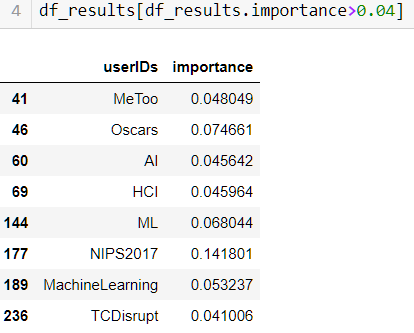 4 df_results[df_results.importance>0.04]
userIDs importance
41 MeToo 0.048049
46 Oscars 0.074661
60 AI 0.045642
69 HCI 0.045964
144 ML 0.068044
177 NIPS2017 0.141801
189 MachineLearning 0.053237
236 TCDisrupt 0.041006